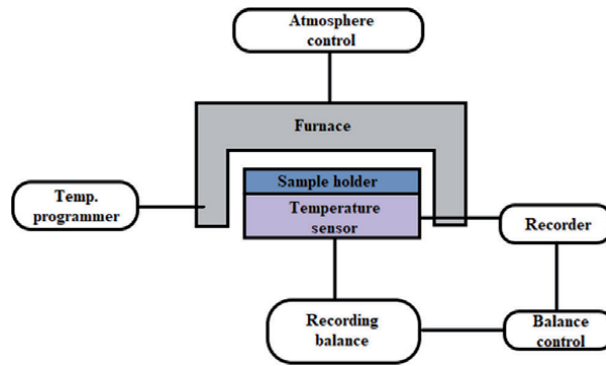 Atmosphere
control
Furnace
Sample holder
Temp.
programmer
Temperature
sensor
Recorder
Recording
balance
Balance
control